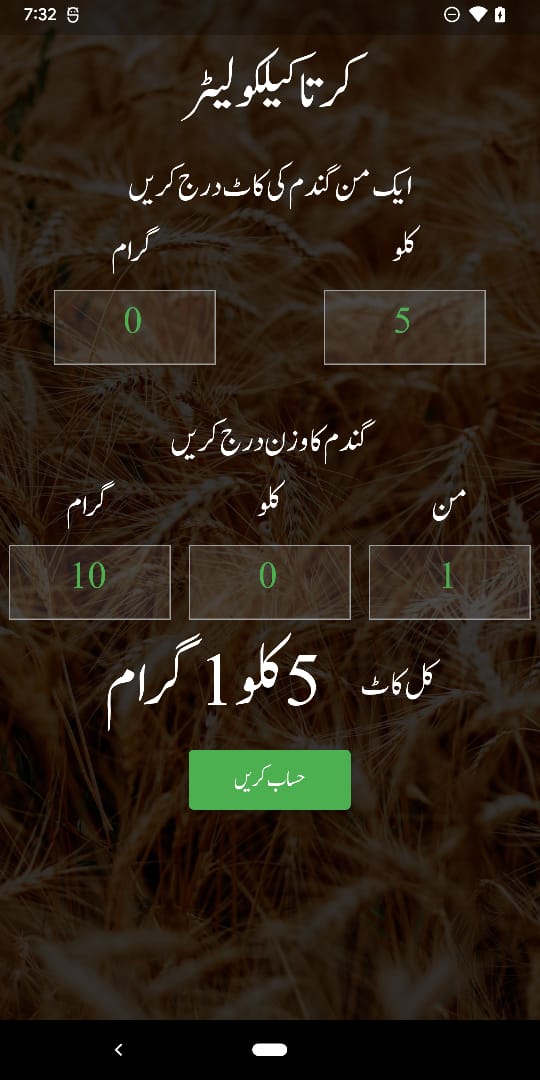 7:32
کرتا کیلکولیٹر
ایک من گندم کی کاٹ درج کریں
کلو گرام
5 0
گندم کا وزن درج کریں
من کلو گرام
1 0 10
کل کاٹ 5 کلو 1 گرام
حساب کریں